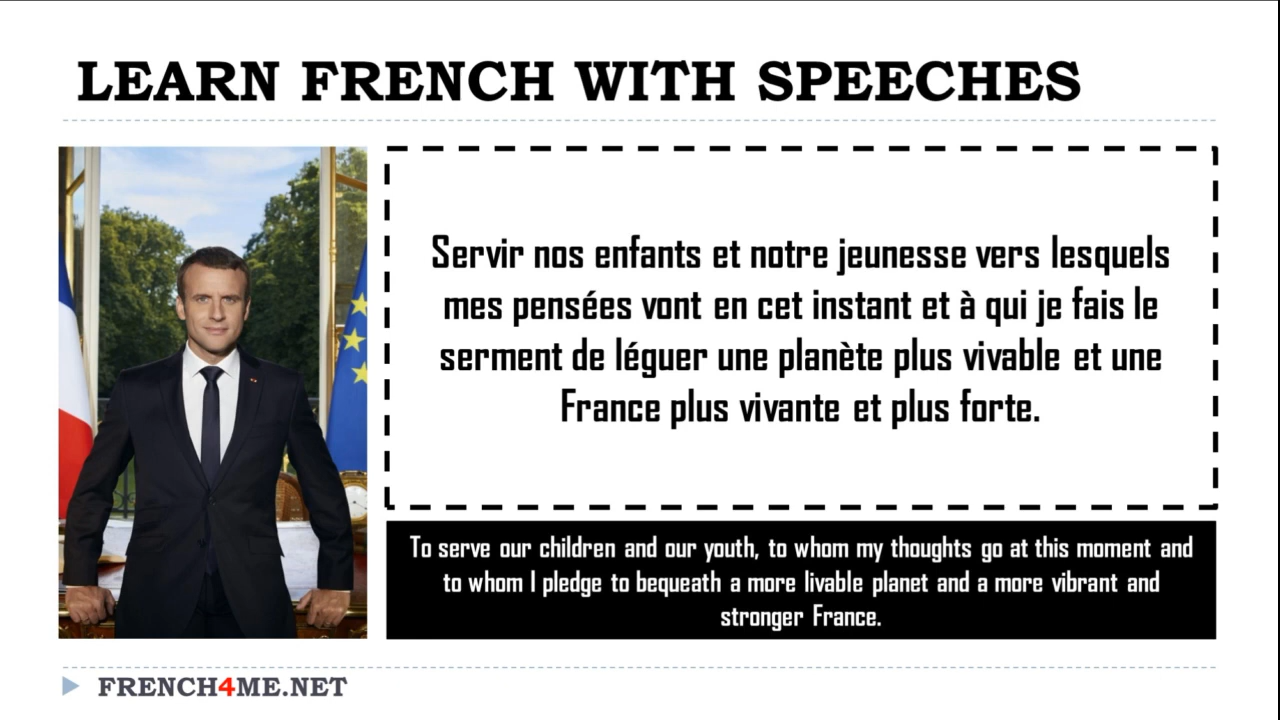 LEARN FRENCH WITH SPEECHES
Servir nos enfants et notre jeunesse vers lesquels
mes pensées vont en cet instant et à qui je fais le
serment de léguer une planète plus vivable et une
France plus vivante et plus forte.
To serve our children and our youth, to whom my thoughts go at this moment and
to whom I pledge to bequeath a more livable planet and a more vibrant and
stronger France.
FRENCH4ME.NET